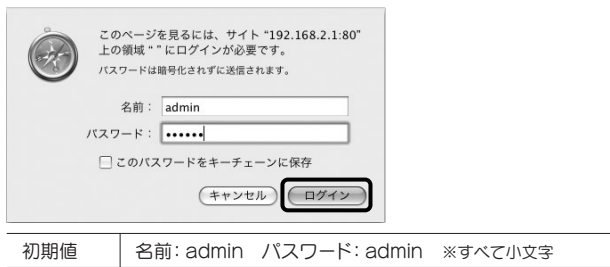 このページを見るには、サイト “192.168.2.1:80”
上の領域 “ ” にログインが必要です。
パスワードは暗号化されずに送信されます。
名前： admin
パスワード： ••••••
このパスワードをキーチェーンに保存
キャンセル ログイン
初期値 名前: admin パスワード: admin ※すべて小文字